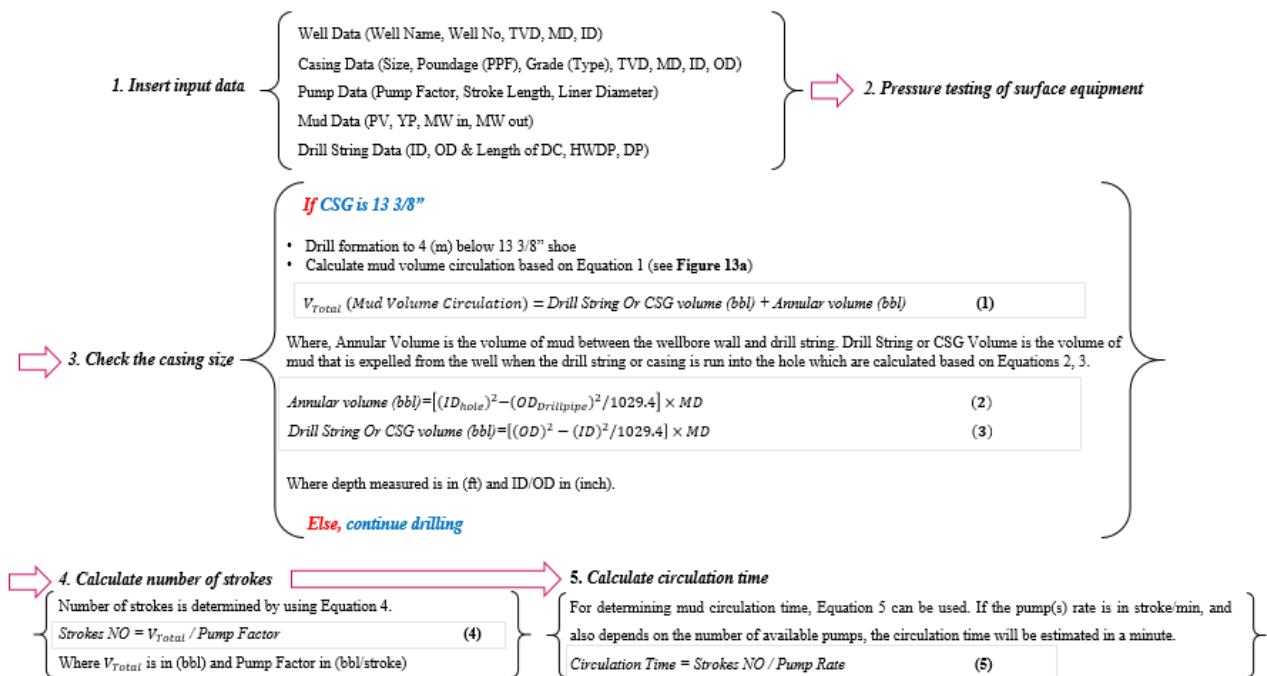 1. Insert input data
Well Data (Well Name, Well No, TVD, MD, ID)
Casing Data (Size, Poundage (PPF), Grade (Type), TVD, MD, ID, OD)
Pump Data (Pump Factor, Stroke Length, Liner Diameter)
Mud Data (PV, YP, MW in, MW out)
Drill String Data (ID, OD & Length of DC, HWDP, DP)
2. Pressure testing of surface equipment
3. Check the casing size
If CSG is 13 3/8”
• Drill formation to 4 (m) below 13 3/8” shoe
• Calculate mud volume circulation based on Equation 1 (see Figure 13a)
V_Total (Mud Volume Circulation) = Drill String Or CSG volume (bbl) + Annular volume (bbl) (1)
Where, Annular Volume is the volume of mud between the wellbore wall and drill string. Drill String or CSG Volume is the volume of
mud that is expelled from the well when the drill string or casing is run into the hole which are calculated based on Equations 2, 3.
Annular volume (bbl)=[(ID_hole)²−(OD_Drillpipe)²/1029.4] × MD (2)
Drill String Or CSG volume (bbl)=[(OD)² − (ID)²/1029.4] × MD (3)
Where depth measured is in (ft) and ID/OD in (inch).
Else, continue drilling
4. Calculate number of strokes
Number of strokes is determined by using Equation 4.
Strokes NO = V_Total / Pump Factor (4)
Where V_Total is in (bbl) and Pump Factor in (bbl/stroke)
5. Calculate circulation time
For determining mud circulation time, Equation 5 can be used. If the pump(s) rate is in stroke/min, and
also depends on the number of available pumps, the circulation time will be estimated in a minute.
Circulation Time = Strokes NO / Pump Rate (5)